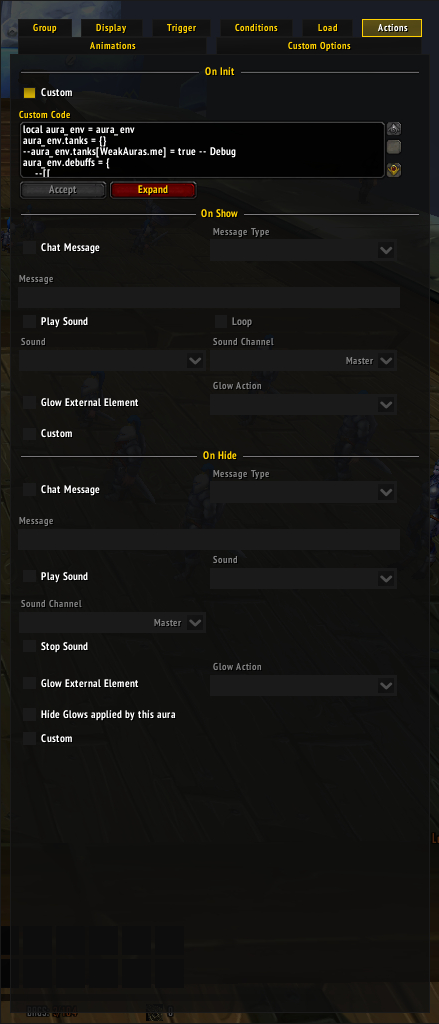 Group Display Trigger Conditions Load Actions
Animations Custom Options
On Init
Custom
Custom Code
local aura_env = aura_env
aura_env.tanks = {}
--aura_env.tanks[WeakAuras.me] = true -- Debug
aura_env.debuffs = {
--[[
Accept Expand
On Show
Message Type
Chat Message
Message
Play Sound Loop
Sound Sound Channel
Master
Glow Action
Glow External Element
Custom
On Hide
Message Type
Chat Message
Message
Sound
Play Sound
Sound Channel
Master
Stop Sound
Glow Action
Glow External Element
Hide Glows applied by this aura
Custom